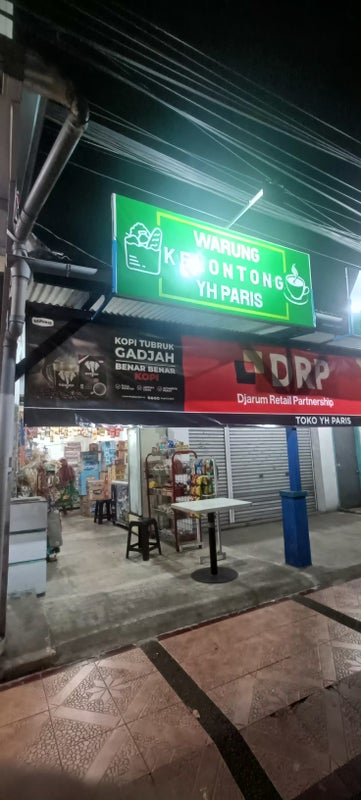 WARUNG
KELONTONG
YH PARIS
KOPI TUBRUK
GADJAH
BENAR BENAR
KOPI
DRP
Djarum Retail Partnership
TOKO YH PARIS